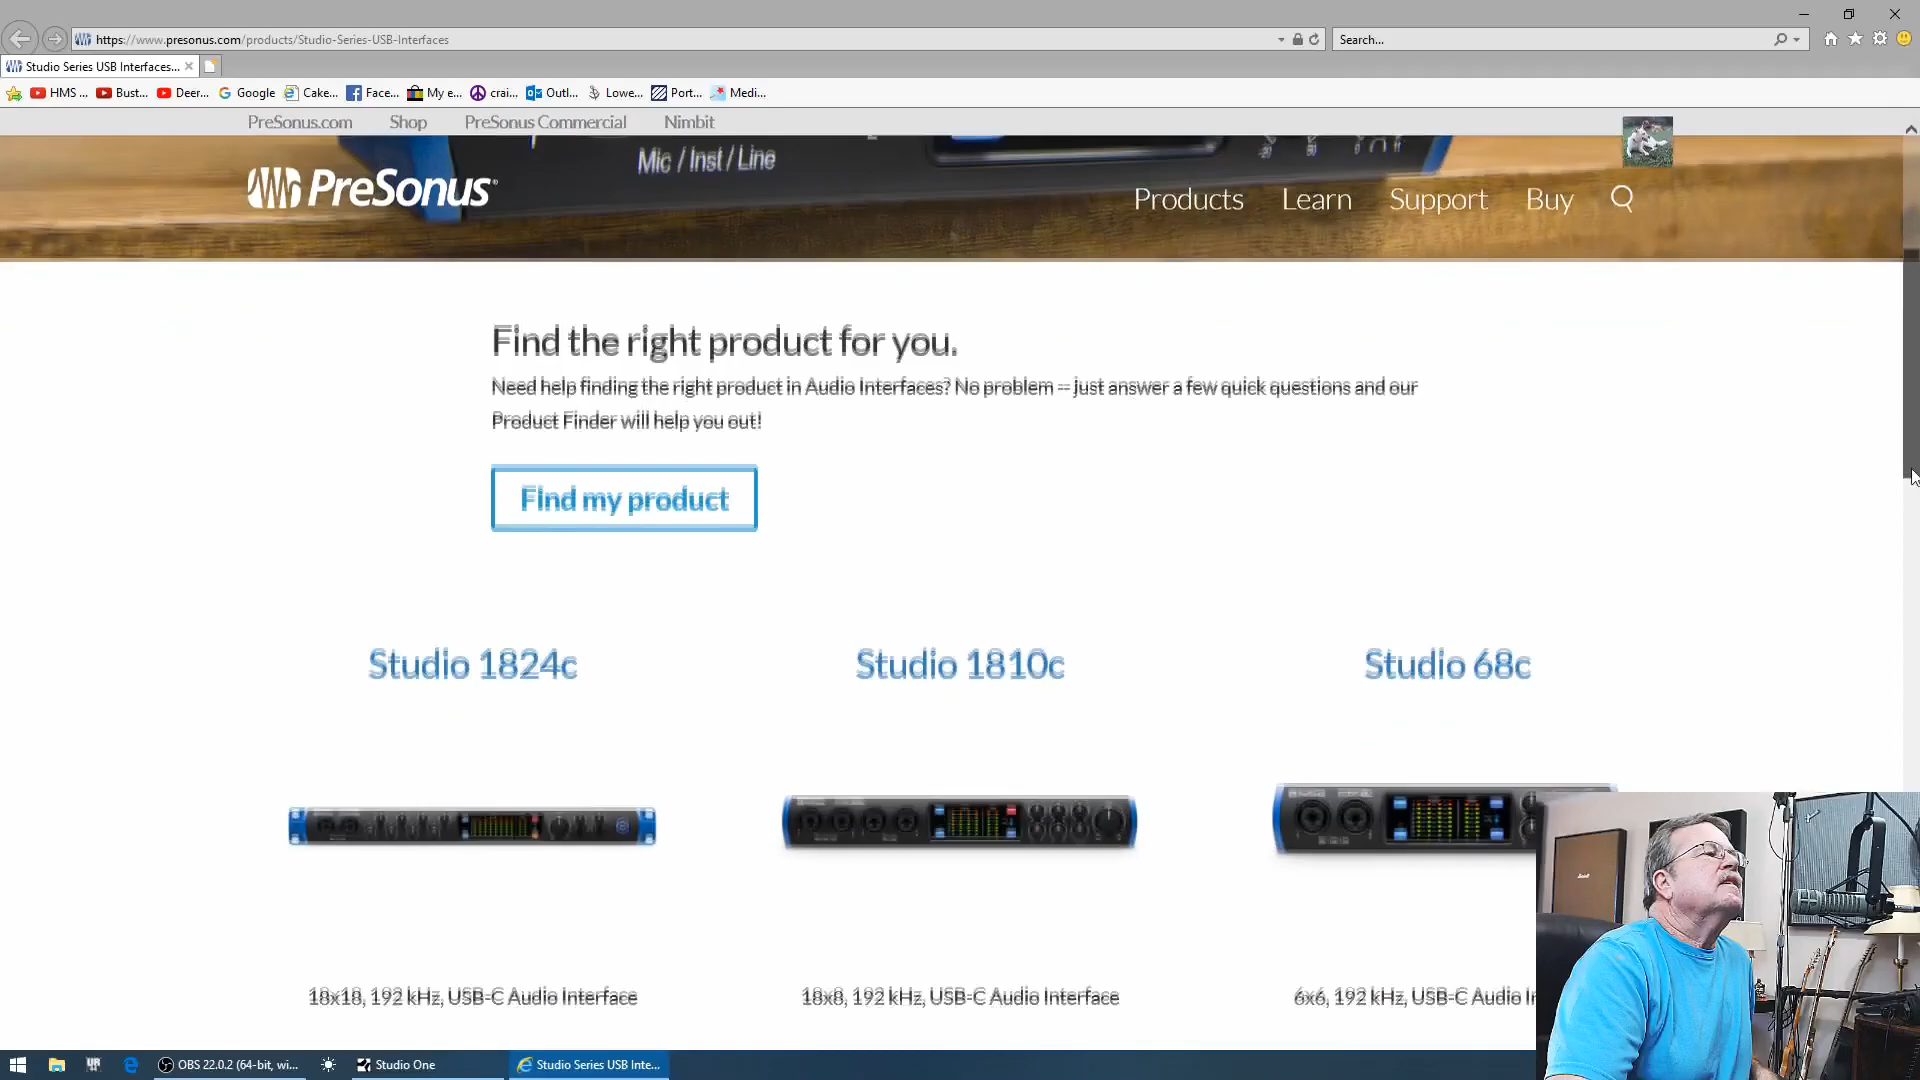 https://www.presonus.com/products/Studio-Series-USB-Interfaces
Search...
Studio Series USB Interfaces...
HMS ...
Bust...
Deer...
Google
Cake...
Face...
My e...
crai...
Outl...
Lowe...
Port...
Medi...
PreSonus.com
Shop
PreSonus Commercial
Nimbit
Mic / Inst / Line
PreSonus
Products
Learn
Support
Buy
Find the right product for you.
Need help finding the right product in Audio Interfaces? No problem -- just answer a few quick questions and our
Product Finder will help you out!
Find my product
Studio 1824c
Studio 1810c
Studio 68c
18x18, 192 kHz, USB-C Audio Interface
18x8, 192 kHz, USB-C Audio Interface
6x6, 192 kHz, USB-C Audio
OBS 22.0.2 (64-bit, wi...
Studio One
Studio Series USB Inte...